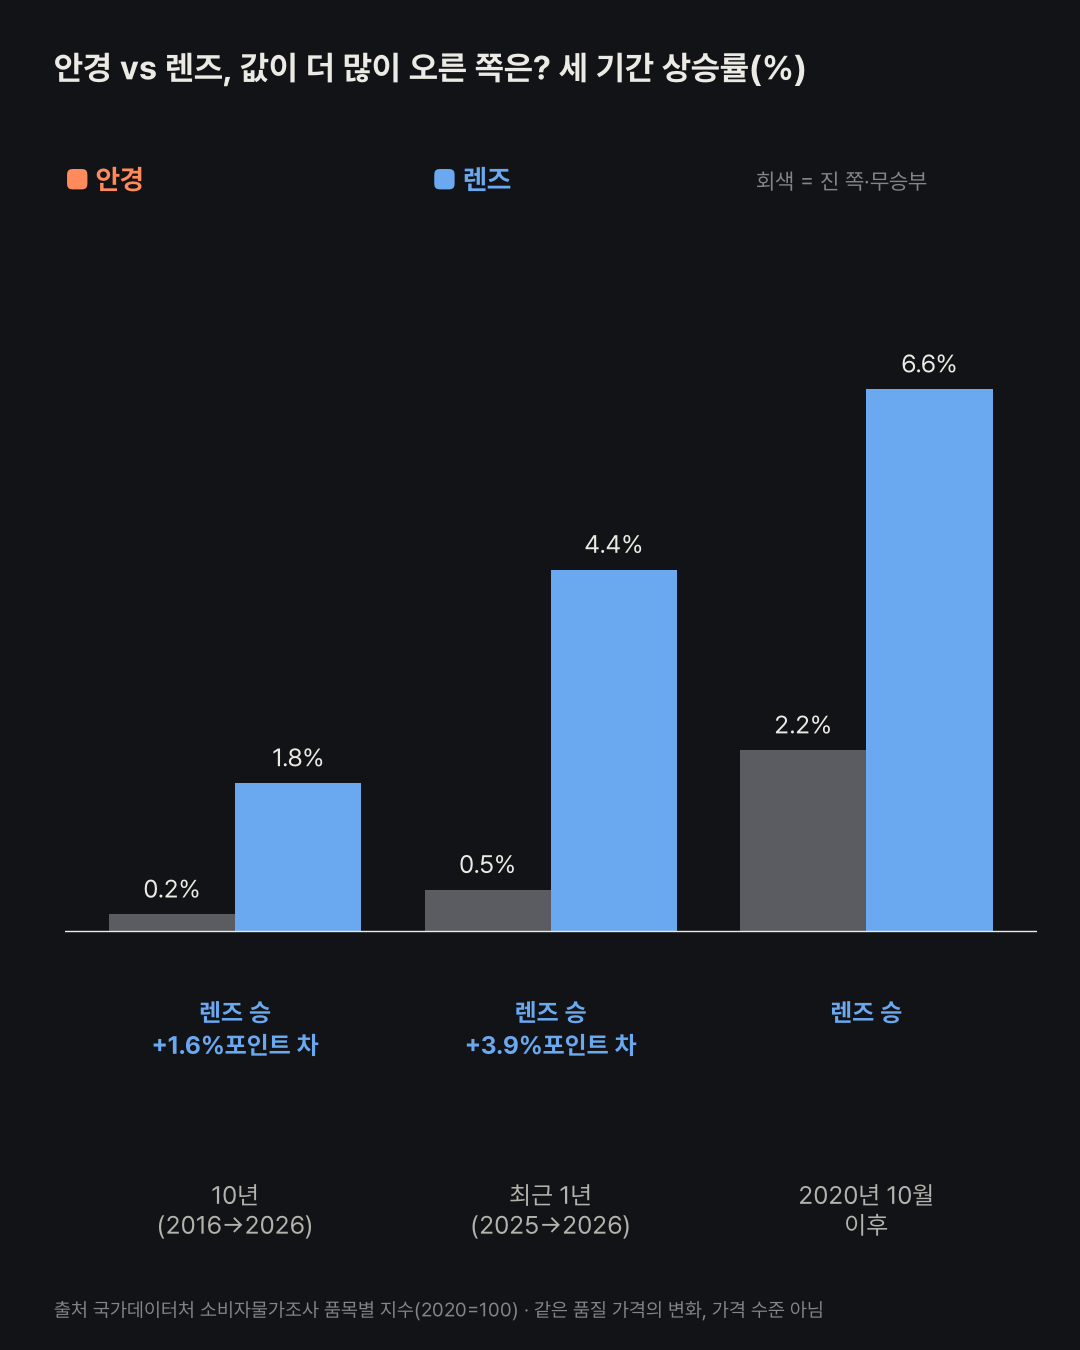 안경 vs 렌즈, 값이 더 많이 오른 쪽은? 세 기간 상승률(%)
안경
렌즈
회색 = 진 쪽·무승부
0.2%
1.8%
0.5%
4.4%
2.2%
6.6%
렌즈 승
+1.6%포인트 차
렌즈 승
+3.9%포인트 차
렌즈 승
10년
(2016→2026)
최근 1년
(2025→2026)
2020년 10월
이후
출처 국가데이터처 소비자물가조사 품목별 지수(2020=100) · 같은 품질 가격의 변화, 가격 수준 아님